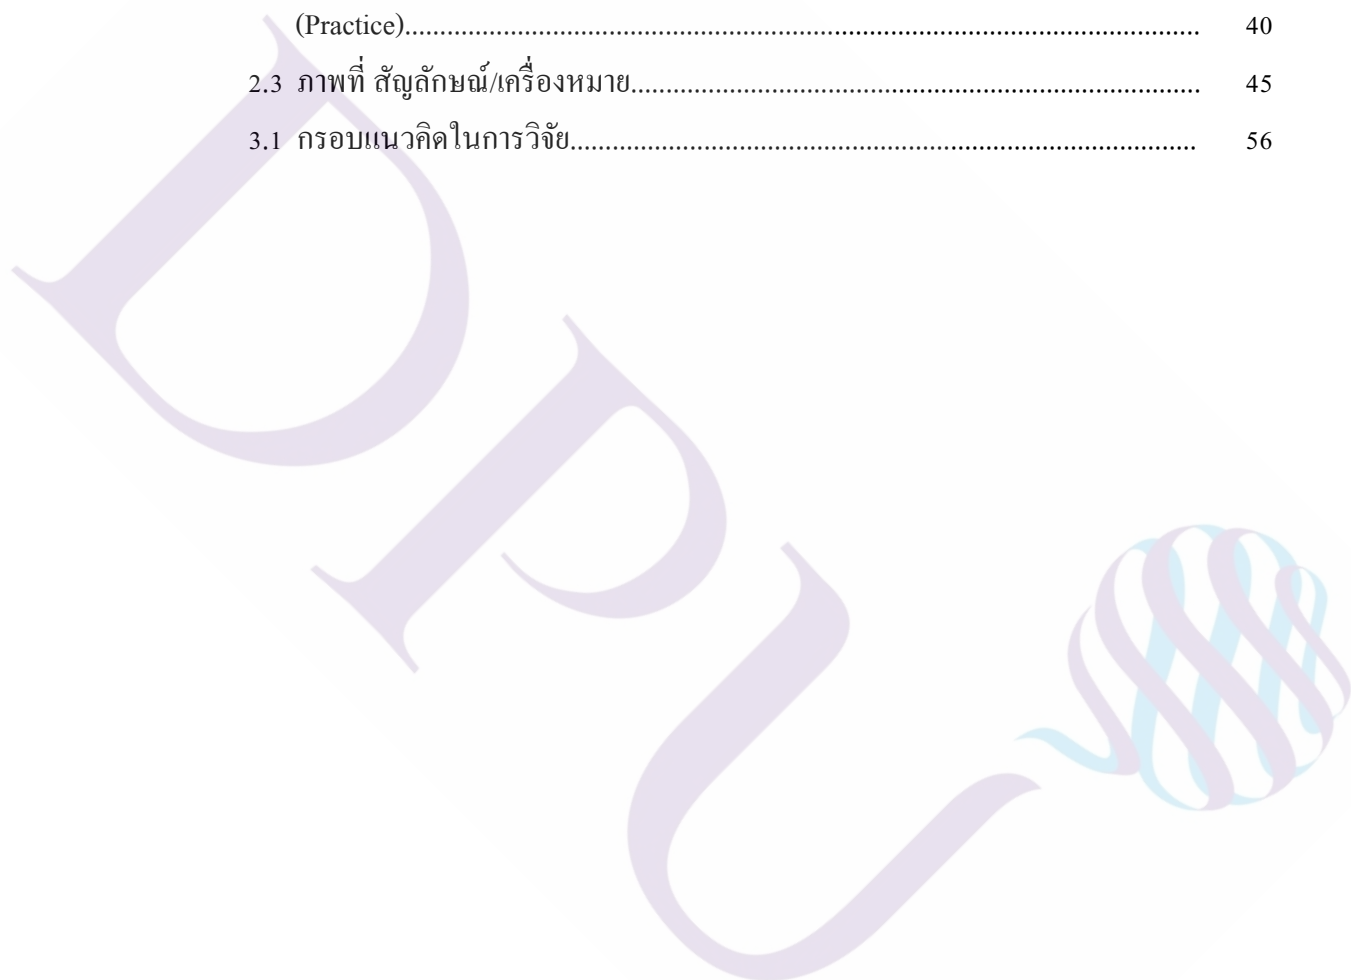 (Practice).................................................................................................................. 40
2.3 ภาพที่ สัญลักษณ์/เครื่องหมาย.................................................................................. 45
3.1 กรอบแนวคิดในการวิจัย.......................................................................................... 56
DPU